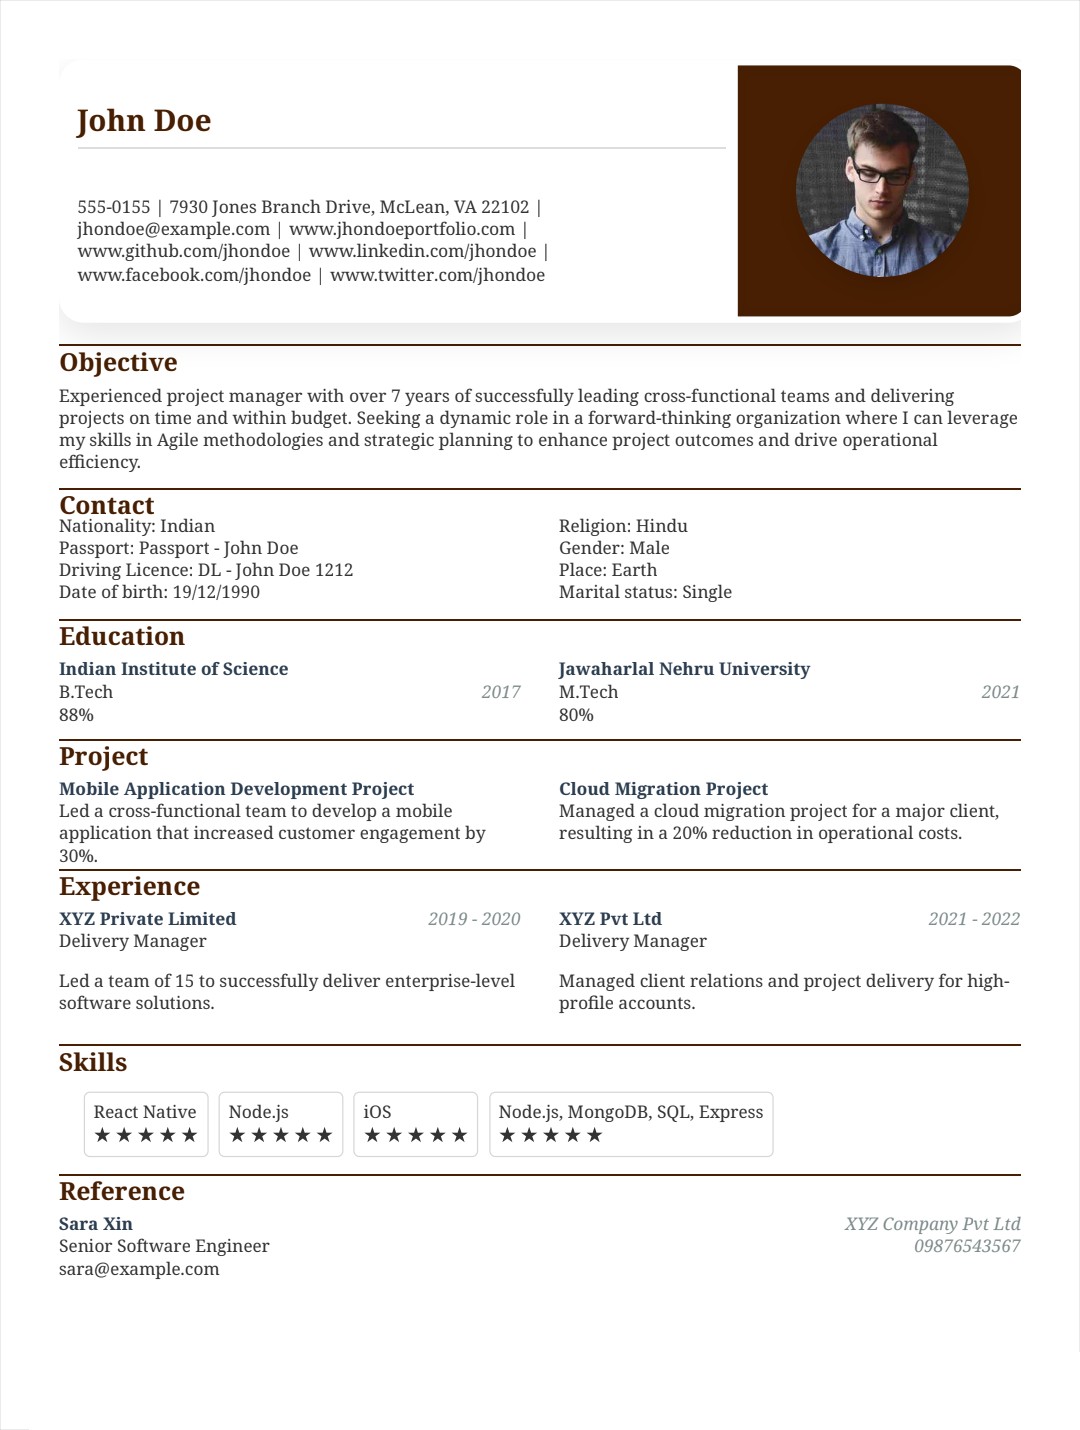 John Doe
555-0155 | 7930 Jones Branch Drive, McLean, VA 22102 |
jhondoe@example.com | www.jhondoeportfolio.com |
www.github.com/jhondoe | www.linkedin.com/jhondoe |
www.facebook.com/jhondoe | www.twitter.com/jhondoe
Objective
Experienced project manager with over 7 years of successfully leading cross-functional teams and delivering
projects on time and within budget. Seeking a dynamic role in a forward-thinking organization where I can leverage
my skills in Agile methodologies and strategic planning to enhance project outcomes and drive operational
efficiency.
Contact
Nationality: Indian
Passport: Passport - John Doe
Driving Licence: DL - John Doe 1212
Date of birth: 19/12/1990
Religion: Hindu
Gender: Male
Place: Earth
Marital status: Single
Education
Indian Institute of Science
B.Tech 2017
88%
Jawaharlal Nehru University
M.Tech 2021
80%
Project
Mobile Application Development Project
Led a cross-functional team to develop a mobile
application that increased customer engagement by
30%.
Cloud Migration Project
Managed a cloud migration project for a major client,
resulting in a 20% reduction in operational costs.
Experience
XYZ Private Limited 2019 - 2020
Delivery Manager
Led a team of 15 to successfully deliver enterprise-level
software solutions.
XYZ Pvt Ltd 2021 - 2022
Delivery Manager
Managed client relations and project delivery for high-
profile accounts.
Skills
React Native
★★★★★
Node.js
★★★★★
iOS
★★★★★
Node.js, MongoDB, SQL, Express
★★★★★
Reference
Sara Xin XYZ Company Pvt Ltd
Senior Software Engineer 09876543567
sara@example.com